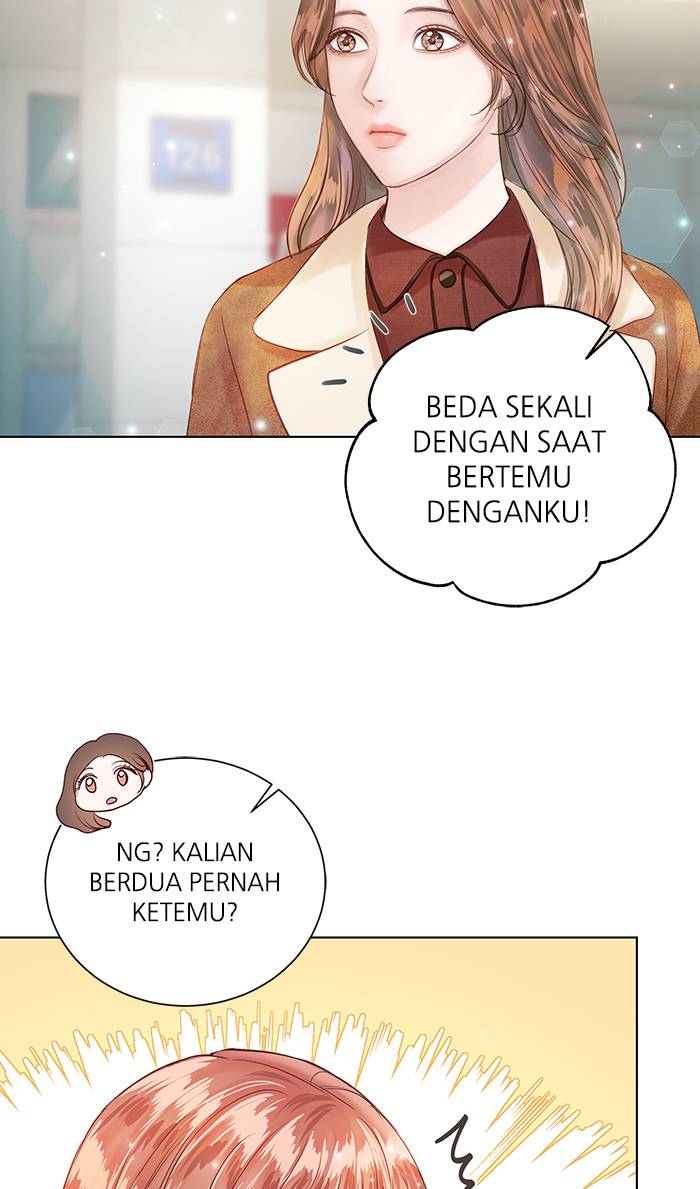 126
BEDA SEKALI
DENGAN SAAT
BERTEMU
DENGANKU!
NG? KALIAN
BERDUA PERNAH
KETEMU?